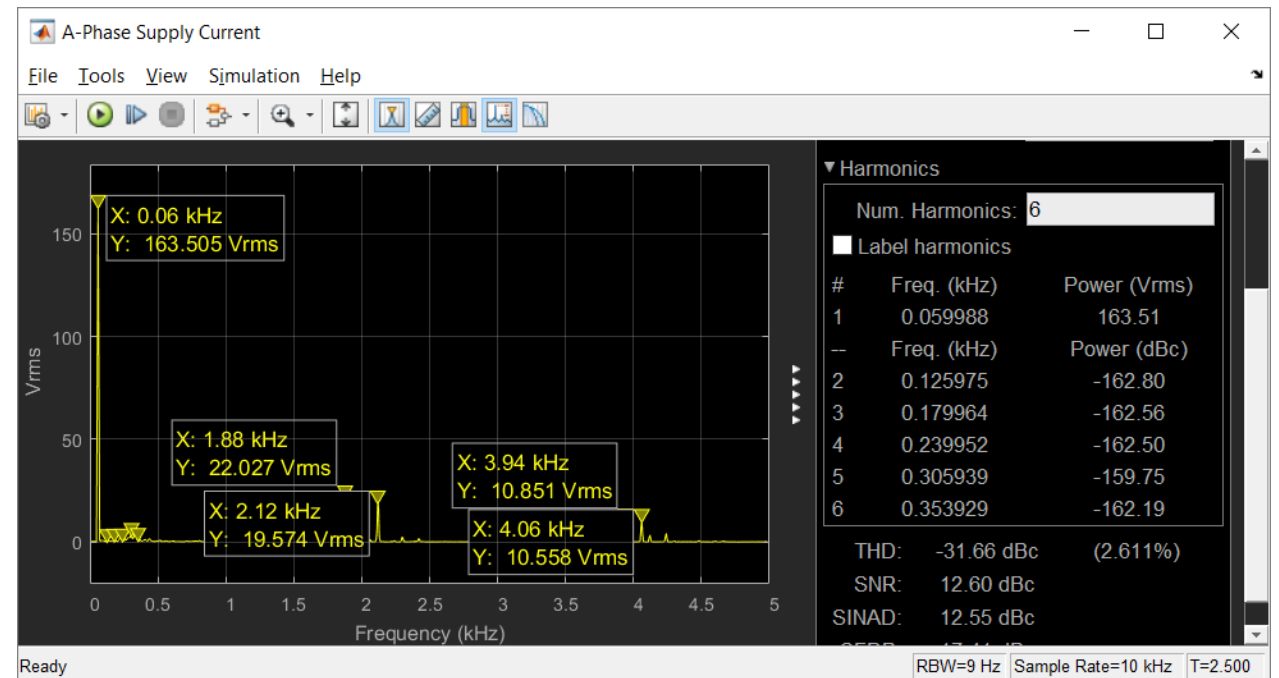 A-Phase Supply Current
File Tools View Simulation Help
X: 0.06 kHz
Y: 163.505 Vrms
X: 1.88 kHz
Y: 22.027 Vrms
X: 2.12 kHz
Y: 19.574 Vrms
X: 3.94 kHz
Y: 10.851 Vrms
X: 4.06 kHz
Y: 10.558 Vrms
150
100
50
0
Vrms
0 0.5 1 1.5 2 2.5 3 3.5 4 4.5 5
Frequency (kHz)
Harmonics
Num. Harmonics: 6
Label harmonics
# Freq. (kHz) Power (Vrms)
1 0.059988 163.51
-- Freq. (kHz) Power (dBc)
2 0.125975 -162.80
3 0.179964 -162.56
4 0.239952 -162.50
5 0.305939 -159.75
6 0.353929 -162.19
THD: -31.66 dBc (2.611%)
SNR: 12.60 dBc
SINAD: 12.55 dBc
Ready
RBW=9 Hz Sample Rate=10 kHz T=2.500